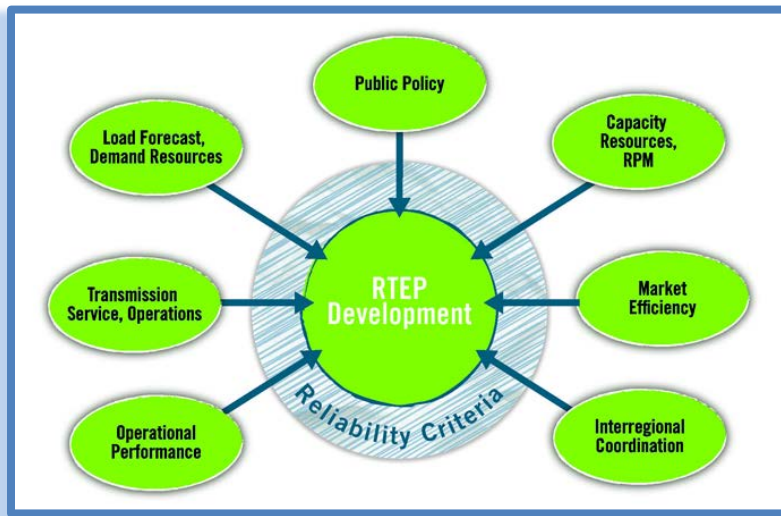 Public Policy
Load Forecast,
Demand Resources
Capacity
Resources,
RPM
Transmission
Service, Operations
RTEP
Development
Market
Efficiency
Reliability Criteria
Operational
Performance
Interregional
Coordination